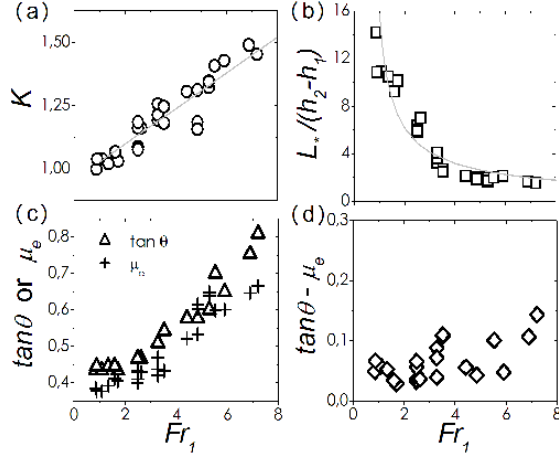 (a)
1,50
1,25
1,00
K
(b)
16
12
8
4
0
L*/(h2-h1)
(c)
0,8
0,7
0,6
0,5
0,4
tanθ or μe
tan θ
μe
0 2 4 6 8
Fr1
(d)
0,3
0,2
0,1
0,0
tanθ - μe
0 2 4 6 8
Fr1